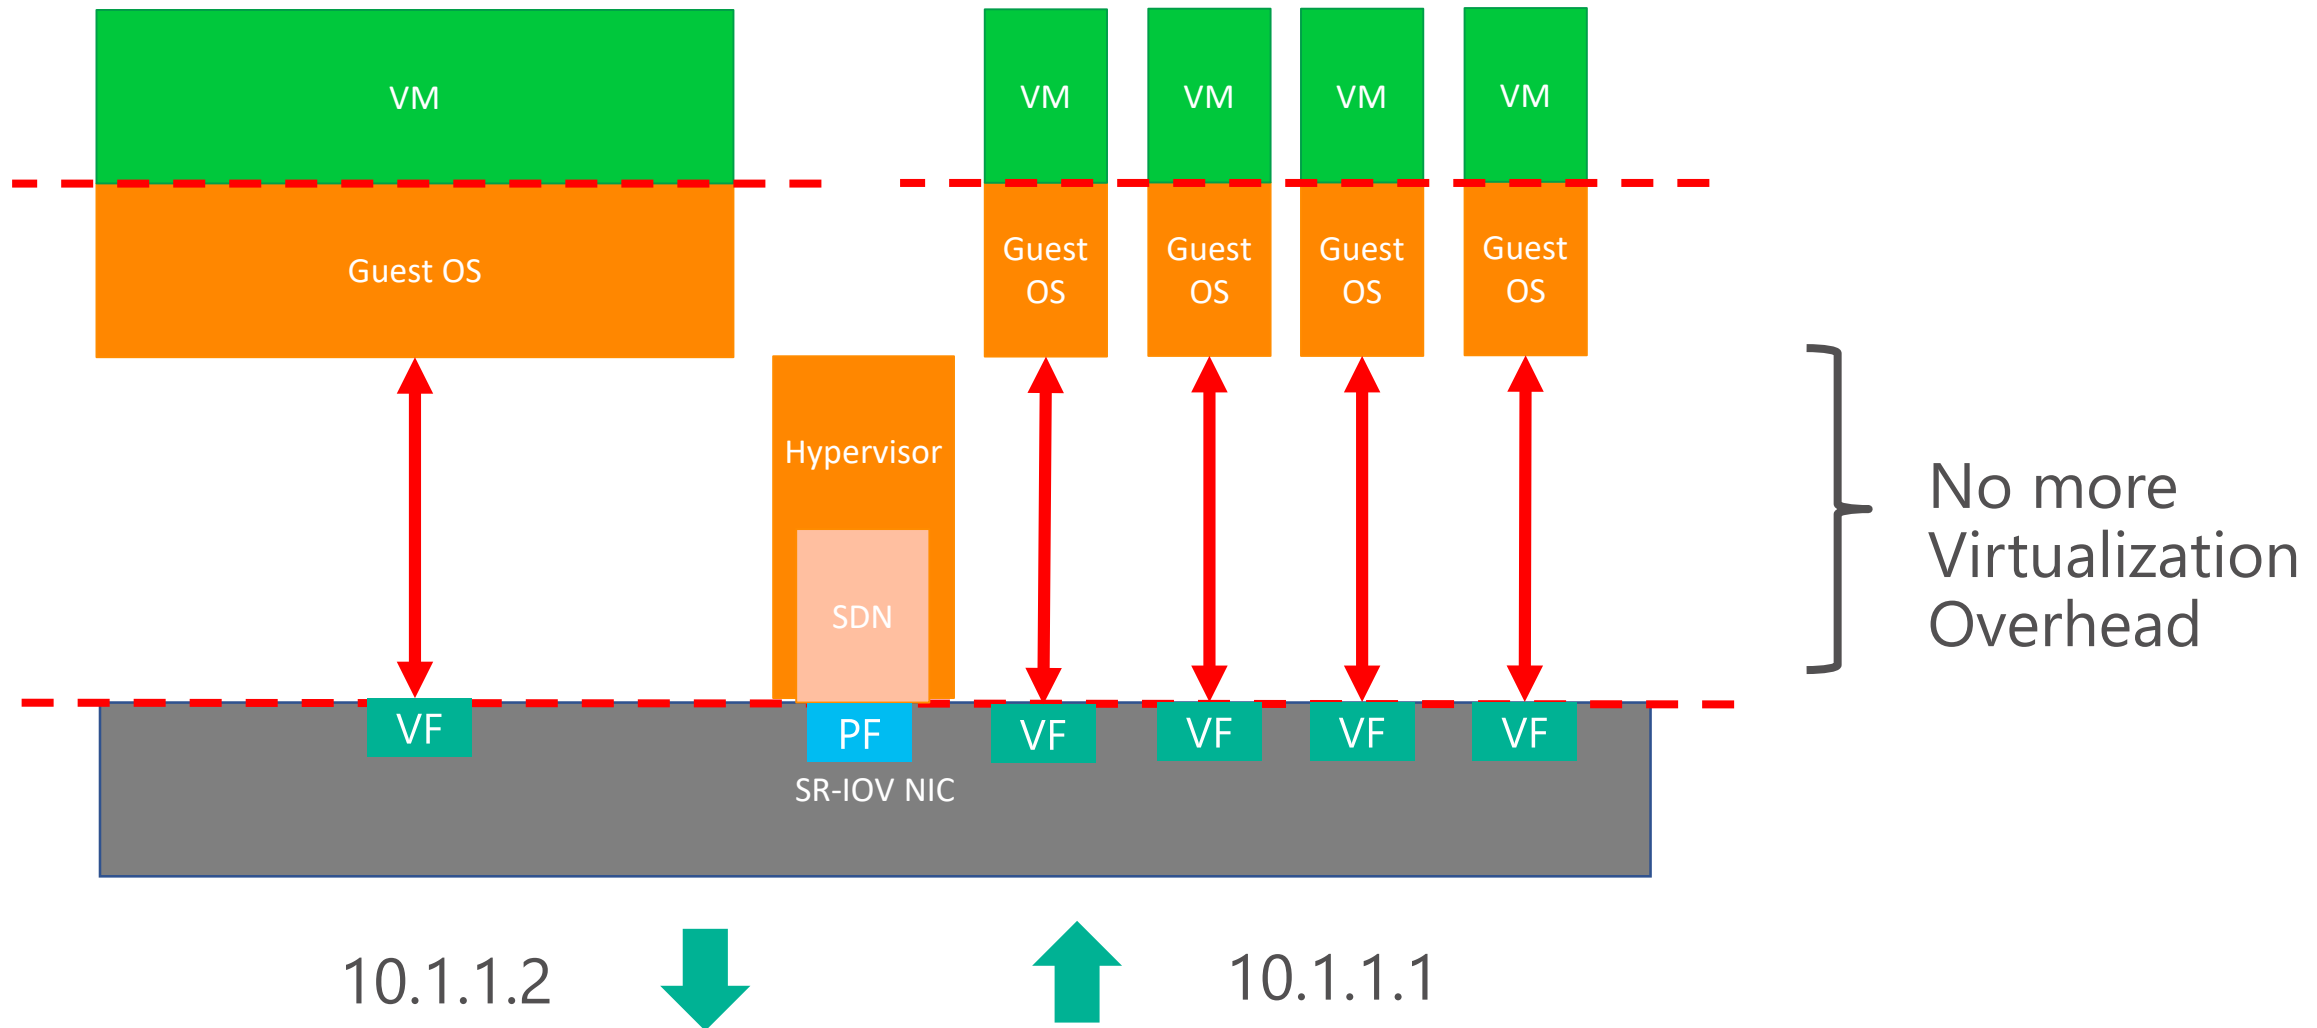 VM
VM
VM
VM
VM
Guest OS
Guest
OS
Guest
OS
Guest
OS
Guest
OS
Hypervisor
SDN
No more
Virtualization
Overhead
VF
PF
VF
VF
VF
VF
SR-IOV NIC
10.1.1.2
10.1.1.1